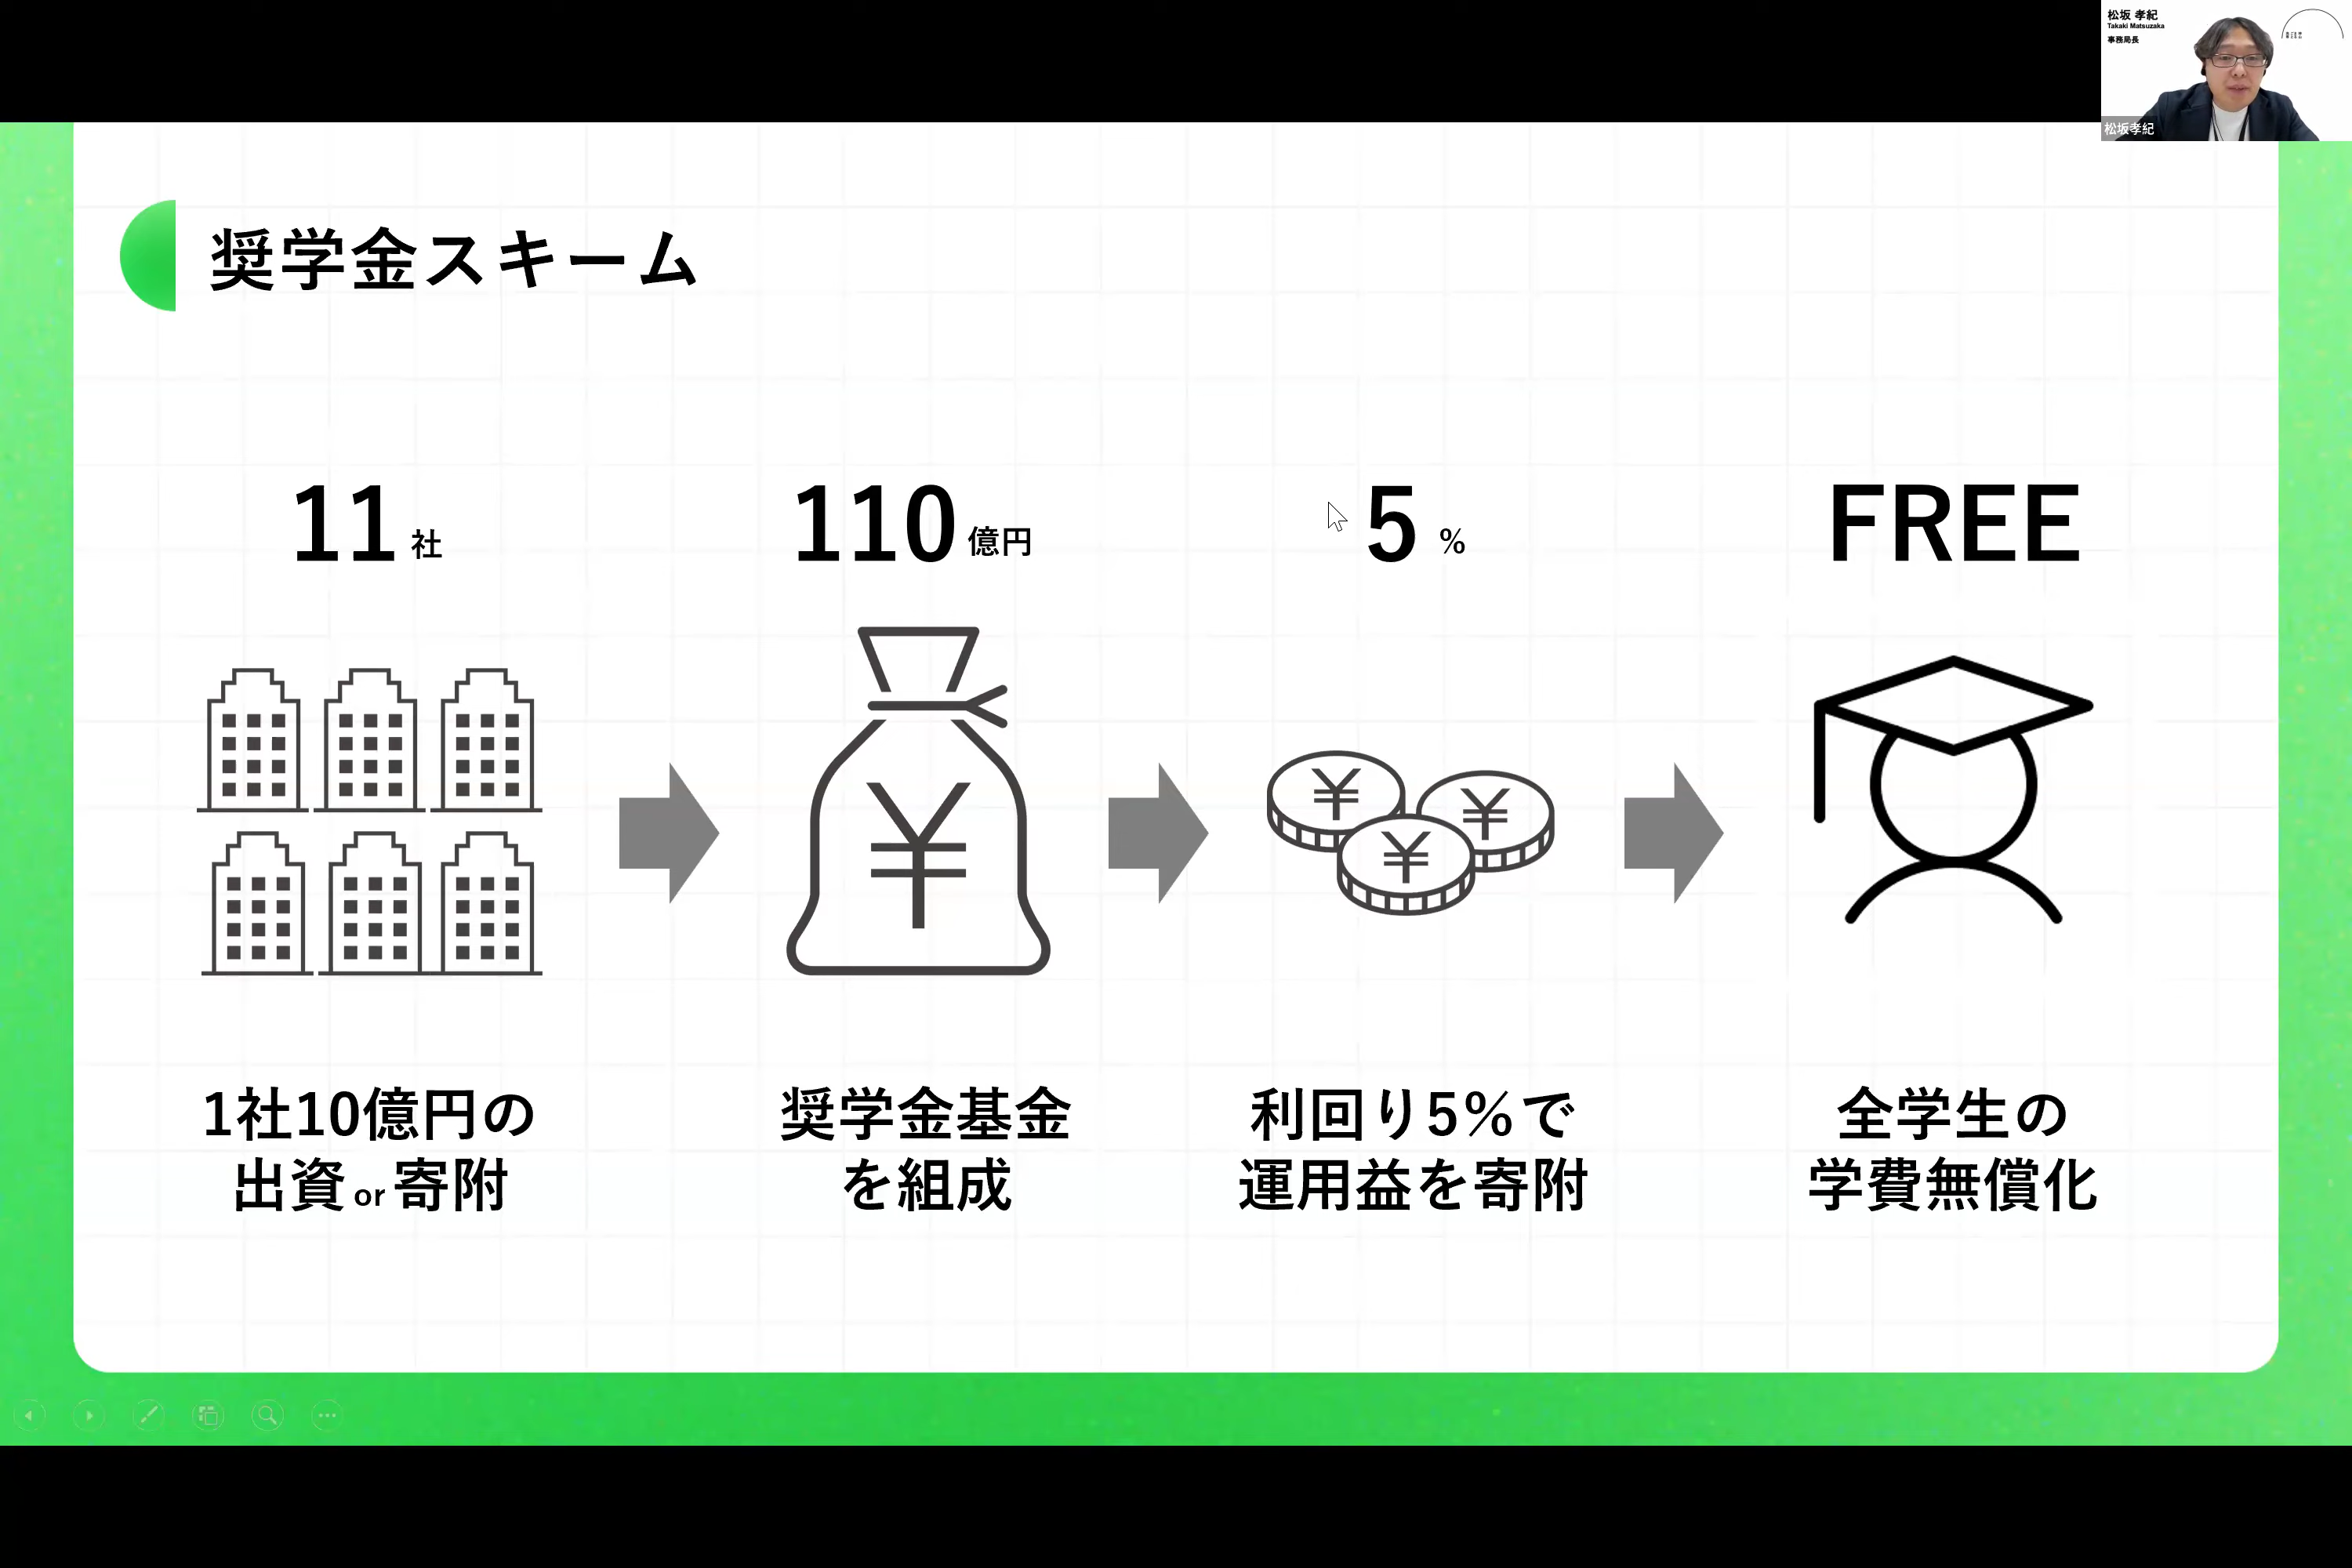 松坂 孝紀
Takaki Matsuzaka
事務局長
松坂孝紀
奨学金スキーム
11 社
110 億円
5 %
FREE
¥
¥
¥
¥
1社10億円の
出資 or 寄附
奨学金基金
を組成
利回り5%で
運用益を寄附
全学生の
学費無償化